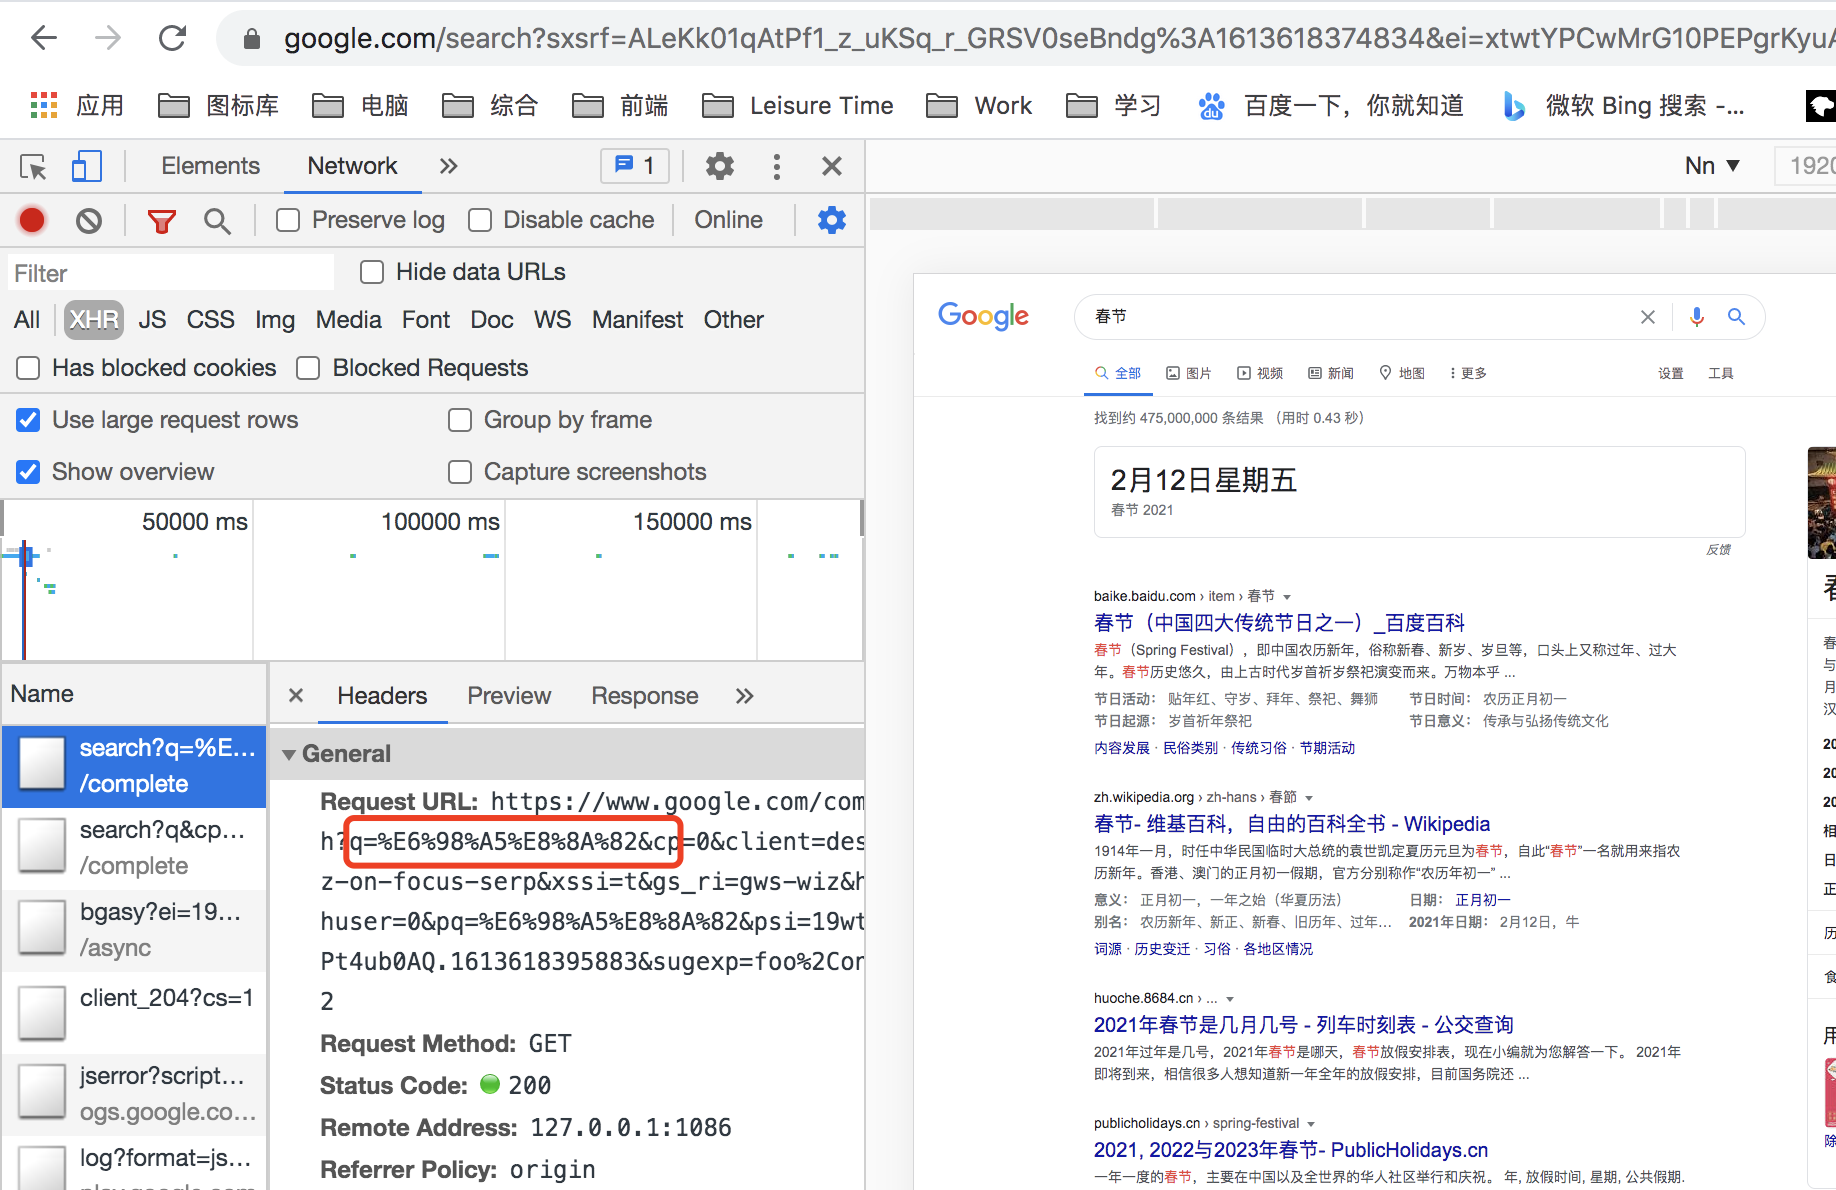 google.com/search?sxsrf=ALeKk01qAtPf1_z_uKSq_r_GRSV0seBndg%3A1613618374834&ei=xtwtYPCwMrG10PEPgrKyuA
应用 图标库 电脑 综合 前端 Leisure Time Work 学习 百度一下，你就知道 微软 Bing 搜索 -...
Elements Network 1
Preserve log Disable cache Online
Filter Hide data URLs
All XHR JS CSS Img Media Font Doc WS Manifest Other
Has blocked cookies Blocked Requests
Use large request rows Group by frame
Show overview Capture screenshots
50000 ms 100000 ms 150000 ms
Name
search?q=%E...
/complete
search?q&cp...
/complete
bgasy?ei=19...
/async
client_204?cs=1
jserror?script...
ogs.google.co...
log?format=js...
play.google.com
Headers Preview Response
General
Request URL: https://www.google.com/com
h?q=%E6%98%A5%E8%8A%82&cp=0&client=des
z-on-focus-serp&xssi=t&gs_ri=gws-wiz&h
huser=0&pq=%E6%98%A5%E8%8A%82&psi=19wt
Pt4ub0AQ.1613618395883&sugexp=foo%2Cor
2
Request Method: GET
Status Code: 200
Remote Address: 127.0.0.1:1086
Referrer Policy: origin
Nn 1920
Google 春节
全部 图片 视频 新闻 地图 更多 设置 工具
找到约 475,000,000 条结果 （用时 0.43 秒）
2月12日星期五
春节 2021
反馈
baike.baidu.com › item › 春节
春节（中国四大传统节日之一）_百度百科
春节（Spring Festival），即中国农历新年，俗称新春、新岁、岁旦等，口头上又称过年、过大
年。春节历史悠久，由上古时代岁首祈岁祭祀演变而来。万物本乎 ...
节日活动： 贴年红、守岁、拜年、祭祀、舞狮 节日时间： 农历正月初一
节日起源： 岁首祈年祭祀 节日意义： 传承与弘扬传统文化
内容发展 · 民俗类别 · 传统习俗 · 节期活动
zh.wikipedia.org › zh-hans › 春節
春节- 维基百科，自由的百科全书 - Wikipedia
1914年一月，时任中华民国临时大总统的袁世凯定夏历元旦为春节，自此“春节”一名就用来指农
历新年。香港、澳门的正月初一假期，官方分别称作“农历年初一” ...
意义： 正月初一，一年之始（华夏历法） 日期： 正月初一
别名： 农历新年、新正、新春、旧历年、过年... 2021年日期： 2月12日，牛
词源 · 历史变迁 · 习俗 · 各地区情况
huoche.8684.cn › ...
2021年春节是几月几号 - 列车时刻表 - 公交查询
2021年过年是几号，2021年春节是哪天，春节放假安排表，现在小编就为您解答一下。 2021年
即将到来，相信很多人想知道新一年全年的放假安排，目前国务院还 ...
publicholidays.cn › spring-festival
2021, 2022与2023年春节- PublicHolidays.cn
一年一度的春节，主要在中国以及全世界的华人社区举行和庆祝。 年, 放假时间, 星期, 公共假期.
春
与
月
汉
20
20
20
相
日
正
历
食
用
除